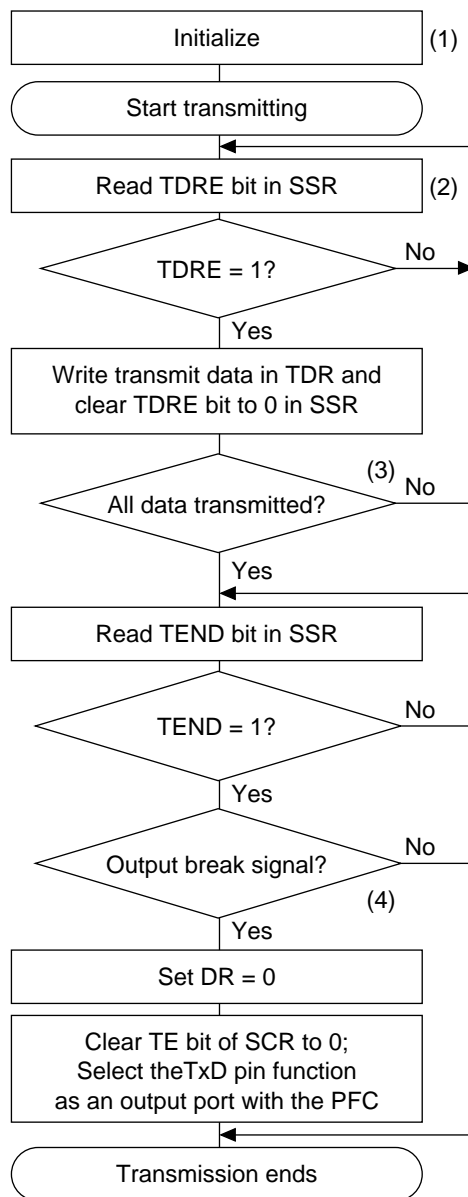 Initialize
(1)
Start transmitting
Read TDRE bit in SSR
(2)
TDRE = 1?
No
Yes
Write transmit data in TDR and
clear TDRE bit to 0 in SSR
(3)
All data transmitted?
No
Yes
Read TEND bit in SSR
TEND = 1?
No
Yes
Output break signal?
No
(4)
Yes
Set DR = 0
Clear TE bit of SCR to 0;
Select theTxD pin function
as an output port with the PFC
Transmission ends